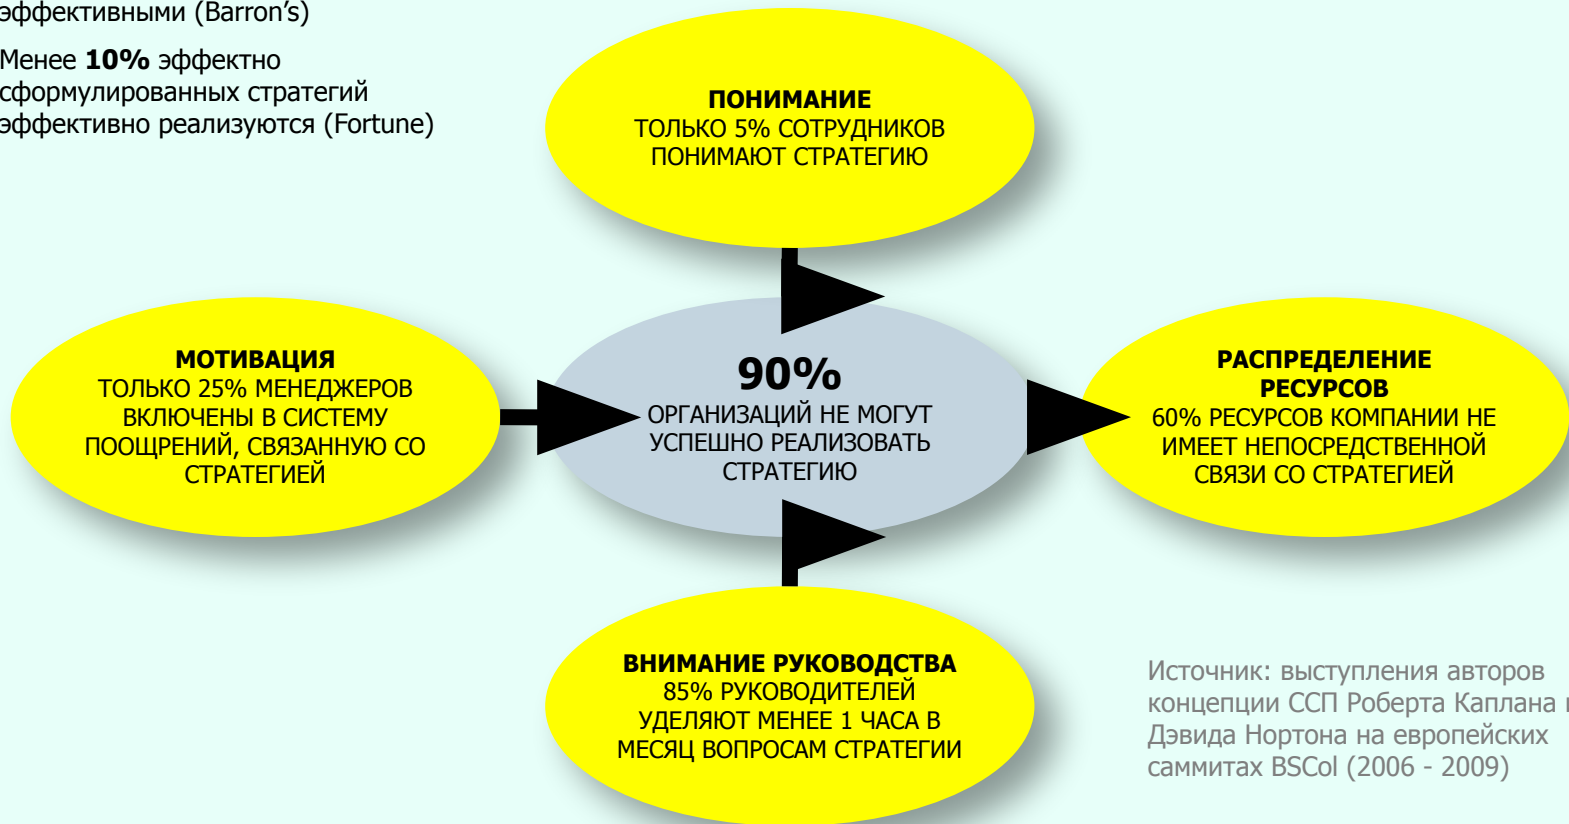 эффективными (Barron’s)
Менее 10% эффектно
сформулированных стратегий
эффективно реализуются (Fortune)
ПОНИМАНИЕ
ТОЛЬКО 5% СОТРУДНИКОВ
ПОНИМАЮТ СТРАТЕГИЮ
МОТИВАЦИЯ
ТОЛЬКО 25% МЕНЕДЖЕРОВ
ВКЛЮЧЕНЫ В СИСТЕМУ
ПООЩРЕНИЙ, СВЯЗАННУЮ СО
СТРАТЕГИЕЙ
90%
ОРГАНИЗАЦИЙ НЕ МОГУТ
УСПЕШНО РЕАЛИЗОВАТЬ
СТРАТЕГИЮ
РАСПРЕДЕЛЕНИЕ
РЕСУРСОВ
60% РЕСУРСОВ КОМПАНИИ НЕ
ИМЕЕТ НЕПОСРЕДСТВЕННОЙ
СВЯЗИ СО СТРАТЕГИЕЙ
ВНИМАНИЕ РУКОВОДСТВА
85% РУКОВОДИТЕЛЕЙ
УДЕЛЯЮТ МЕНЕЕ 1 ЧАСА В
МЕСЯЦ ВОПРОСАМ СТРАТЕГИИ
Источник: выступления авторов
концепции ССП Роберта Каплана
Дэвида Нортона на европейских
саммитах BSCol (2006 - 2009)